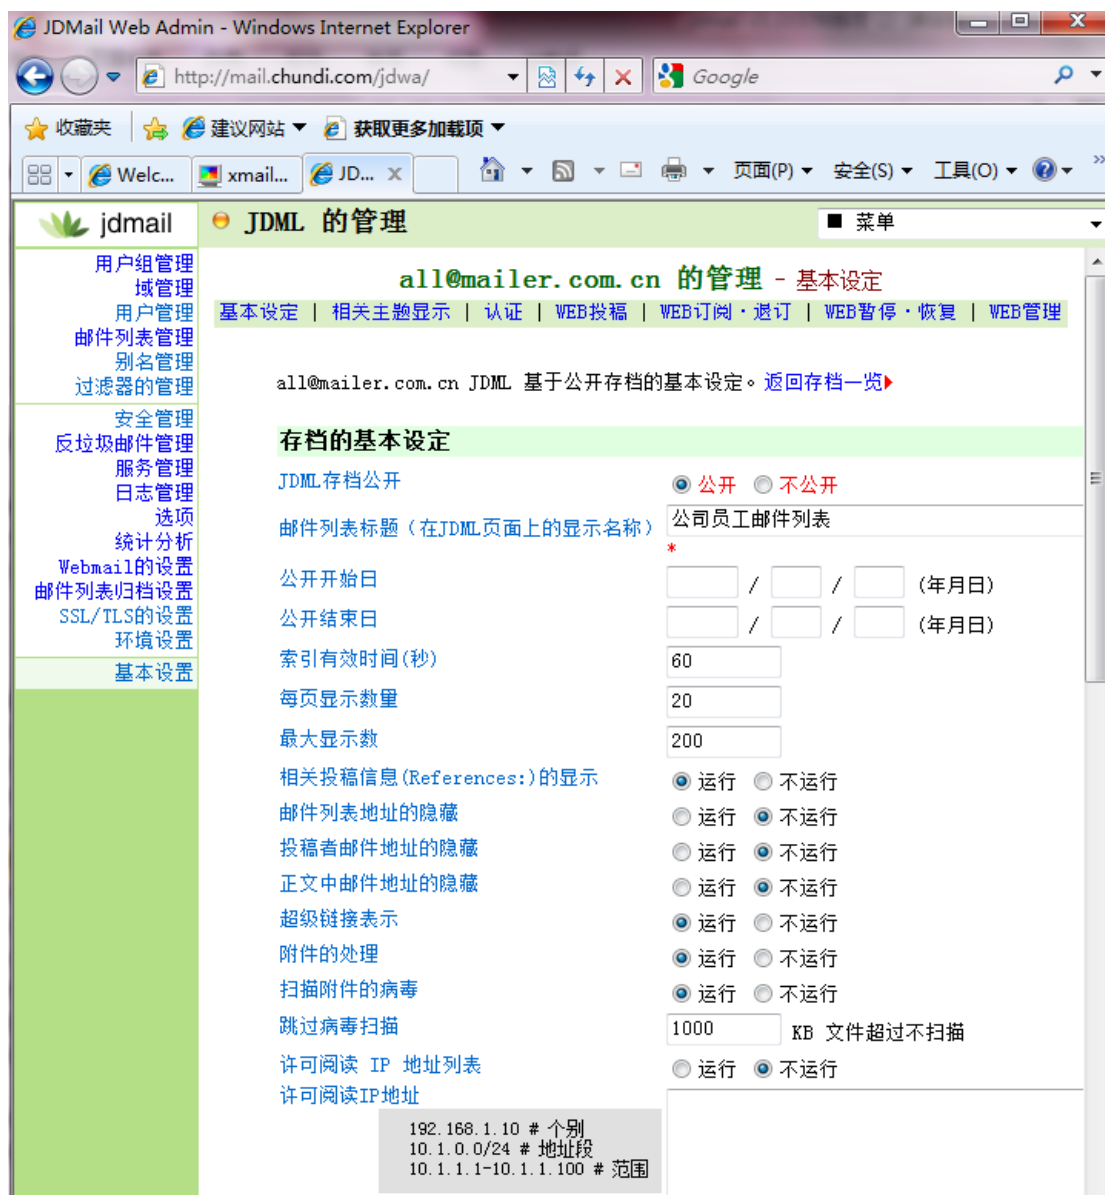 JDMail Web Admin - Windows Internet Explorer
http://mail.chundi.com/jdwa/ Google
收藏夹 建议网站 获取更多加载项
Welc... xmail... JD... X 页面(P) 安全(S) 工具(O)
jdmail JDML 的管理 ■ 菜单
用户组管理
域管理
用户管理
邮件列表管理
别名管理
过滤器的管理
安全管理
反垃圾邮件管理
服务管理
日志管理
选项
统计分析
Webmail的设置
邮件列表归档设置
SSL/TLS的设置
环境设置
基本设置
all@mailer.com.cn 的管理 - 基本设定
基本设定 | 相关主题显示 | 认证 | WEB投稿 | WEB订阅·退订 | WEB暂停·恢复 | WEB管理
all@mailer.com.cn JDML 基于公开存档的基本设定。返回存档一览
存档的基本设定
JDML存档公开 公开 不公开
邮件列表标题（在JDML页面上的显示名称） 公司员工邮件列表
*
公开开始日 / / (年月日)
公开结束日 / / (年月日)
索引有效时间(秒) 60
每页显示数量 20
最大显示数 200
相关投稿信息(References:)的显示 运行 不运行
邮件列表地址的隐藏 运行 不运行
投稿者邮件地址的隐藏 运行 不运行
正文中邮件地址的隐藏 运行 不运行
超级链接表示 运行 不运行
附件的处理 运行 不运行
扫描附件的病毒 运行 不运行
跳过病毒扫描 1000 KB 文件超过不扫描
许可阅读 IP 地址列表 运行 不运行
许可阅读IP地址
192.168.1.10 # 个别
10.1.0.0/24 # 地址段
10.1.1.1-10.1.1.100 # 范围